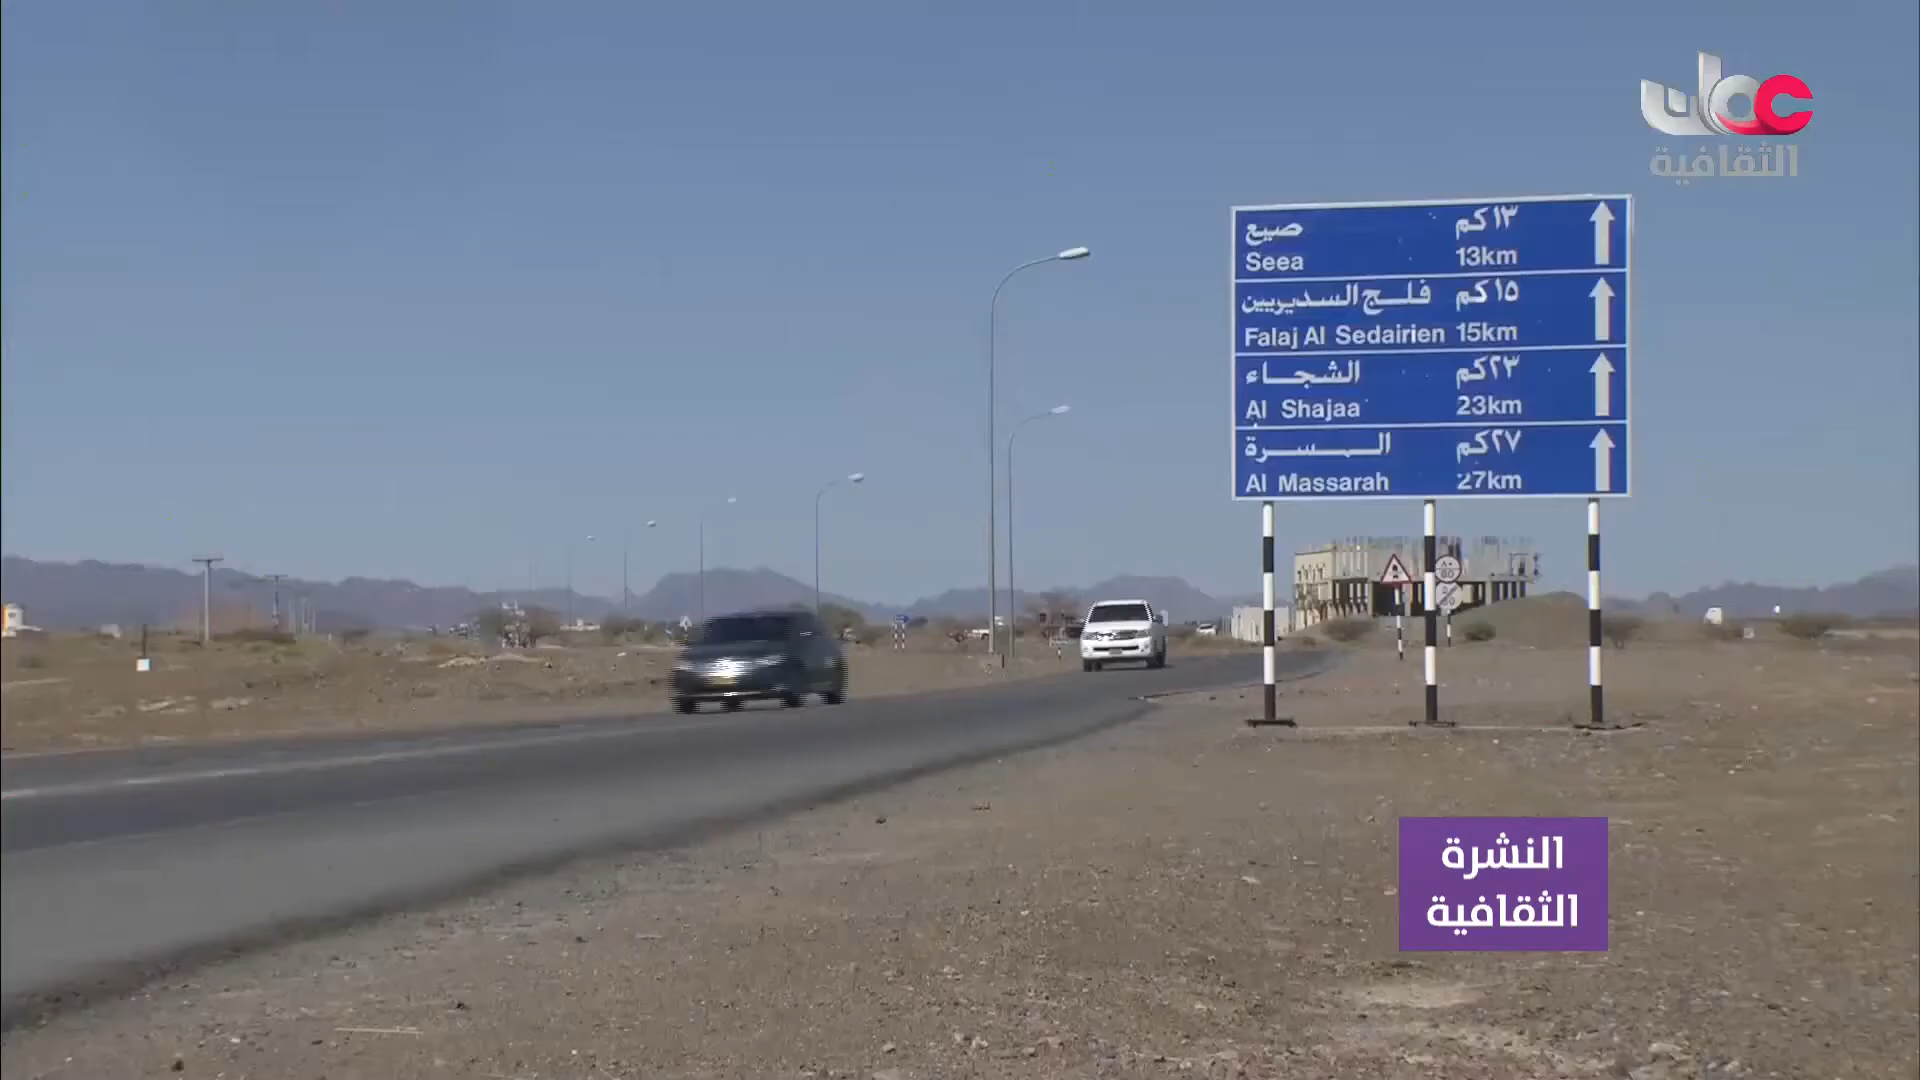 عمان
الثقافية
صيع ١٣كم
Seea 13km
فلج السديريين ١٥كم
Falaj Al Sedairien 15km
الشجاء ٢٣كم
Al Shajaa 23km
المسرة ٢٧كم
Al Massarah 27km
النشرة
الثقافية